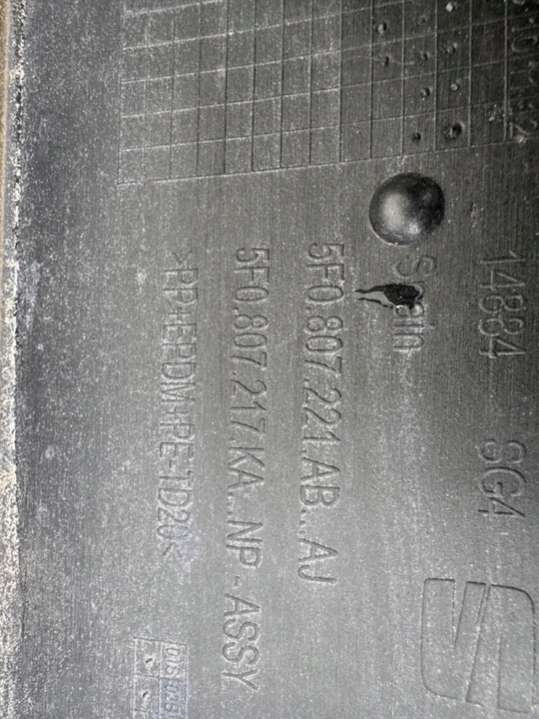 14884 SG4
Spain
5F0.807.221.AB...AJ
5F0.807.217.KA...NP - ASSY
>PP+EPDM+PE-TD20<